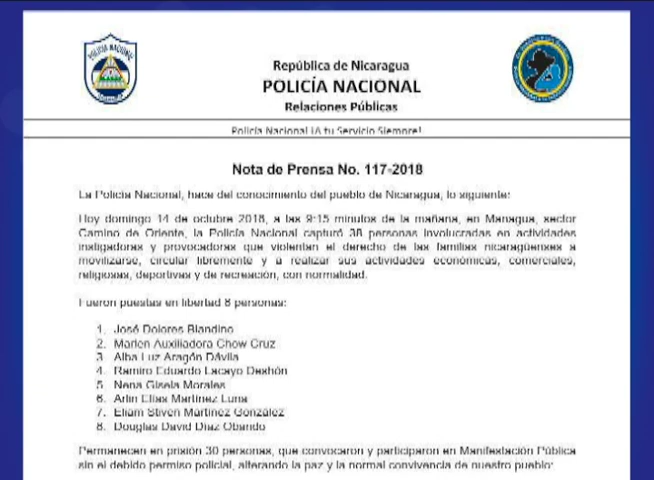 POLICÍA NACIONAL
República de Nicaragua
POLICÍA NACIONAL
Relaciones Públicas
Policía Nacional ¡A tu Servicio Siempre!
Nota de Prensa No. 117-2018
La Policía Nacional, hace del conocimiento del pueblo de Nicaragua, lo siguiente:
Hoy domingo 14 de octubre 2018, a las 9:15 minutos de la mañana, en Managua, sector
Camino de Oriente, la Policía Nacional capturó 38 personas involucradas en actividades
instigadoras y provocadoras que violentan el derecho de las familias nicaragüenses a
movilizarse, circular libremente y a realizar sus actividades económicas, comerciales,
religiosas, deportivas y de recreación, con normalidad.
Fueron puestas en libertad 8 personas:
1. José Dolores Blandino
2. Marlen Auxiliadora Chow Cruz
3. Alba Luz Aragón Dávila
4. Ramiro Eduardo Lacayo Deshón
5. Nena Gisela Morales
6. Arlin Elías Martínez Luna
7. Eliam Stiven Martínez González
8. Douglas David Díaz Obando
Permanecen en prisión 30 personas, que convocaron y participaron en Manifestación Pública
sin el debido permiso policial, alterando la paz y la normal convivencia de nuestro pueblo: